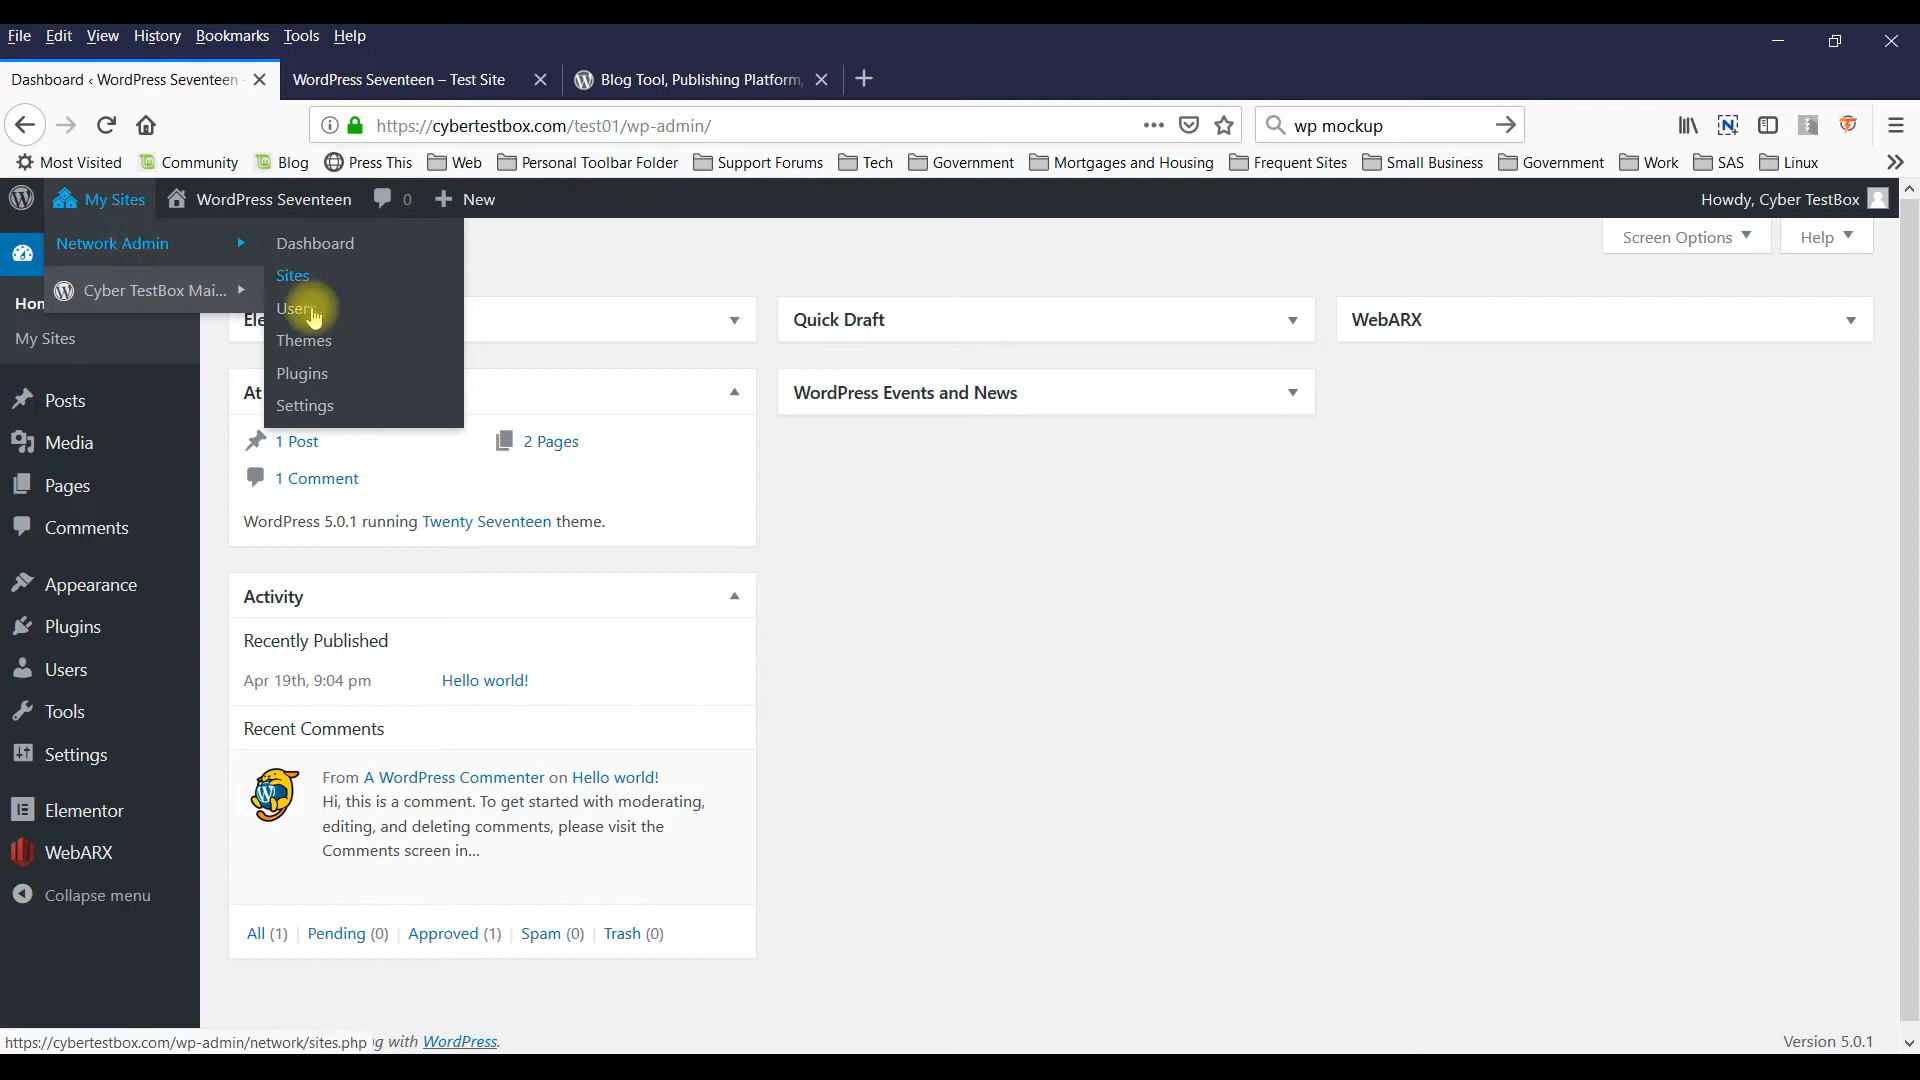 File Edit View History Bookmarks Tools Help
Dashboard ‹ WordPress Seventeen -
WordPress Seventeen – Test Site
Blog Tool, Publishing Platform,
https://cybertestbox.com/test01/wp-admin/
wp mockup
Most Visited Community Blog Press This Web Personal Toolbar Folder Support Forums Tech Government Mortgages and Housing Frequent Sites Small Business Government Work SAS Linux
My Sites WordPress Seventeen 0 New Howdy, Cyber TestBox
Network Admin
Cyber TestBox Mai...
Dashboard
Sites
Users
Themes
Plugins
Settings
Screen Options Help
My Sites
Posts
Media
Pages
Comments
Appearance
Plugins
Users
Tools
Settings
Elementor
WebARX
Collapse menu
Quick Draft
WebARX
At
WordPress Events and News
1 Post
2 Pages
1 Comment
WordPress 5.0.1 running Twenty Seventeen theme.
Activity
Recently Published
Apr 19th, 9:04 pm Hello world!
Recent Comments
From A WordPress Commenter on Hello world!
Hi, this is a comment. To get started with moderating,
editing, and deleting comments, please visit the
Comments screen in...
All (1) | Pending (0) | Approved (1) | Spam (0) | Trash (0)
https://cybertestbox.com/wp-admin/network/sites.php
g with WordPress.
Version 5.0.1